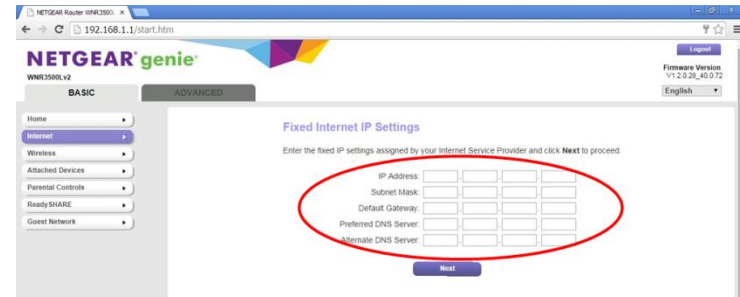 NETGEAR Router WNR3500L
192.168.1.1/start.htm
NETGEAR® genie®
Logout
WNR3500Lv2
Firmware Version
V1.2.0.28_40.0.72
BASIC
ADVANCED
English
Home
Internet
Wireless
Attached Devices
Parental Controls
ReadySHARE
Guest Network
Fixed Internet IP Settings
Enter the fixed IP settings assigned by your Internet Service Provider and click Next to proceed.
IP Address:
Subnet Mask:
Default Gateway:
Preferred DNS Server:
Alternate DNS Server:
Next